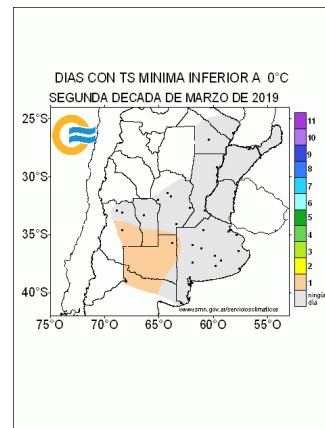 DIAS CON TS MINIMA INFERIOR A 0°C
SEGUNDA DECADA DE MARZO DE 2019
25°S
30°S
35°S
40°S
75°W
70°W
65°W
60°W
55°W
11
10
9
8
7
6
5
4
3
2
1
ningún
día
www.smn.gov.ar/serviciosclimaticos